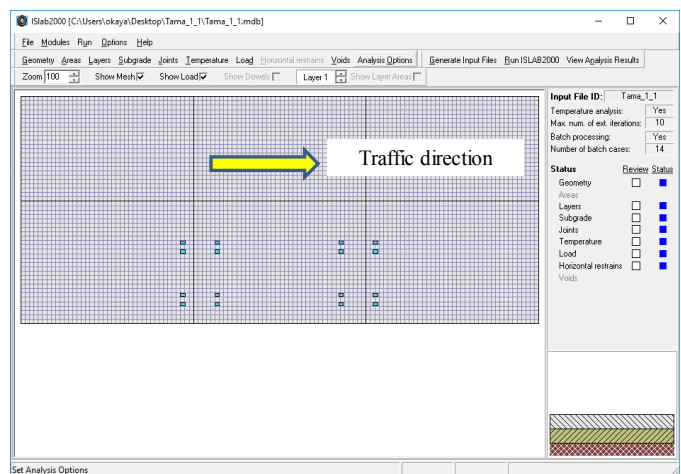 ISlab2000 [C:\Users\okaya\Desktop\Tama_1_1\Tama_1_1.mdb]
File Modules Run Options Help
Geometry Areas Layers Subgrade Joints Temperature Load Horizontal restrains Voids Analysis Options Generate Input Files Run ISLAB2000 View Analysis Results
Zoom 100 Show Mesh Show Load Show Dowels Layer 1 Show Layer Areas
Traffic direction
Input File ID: Tama_1_1
Temperature analysis: Yes
Max. num. of ext. iterations: 10
Batch processing: Yes
Number of batch cases: 14
Status Review Status
Geometry
Areas
Layers
Subgrade
Joints
Temperature
Load
Horizontal restrains
Voids
Set Analysis Options